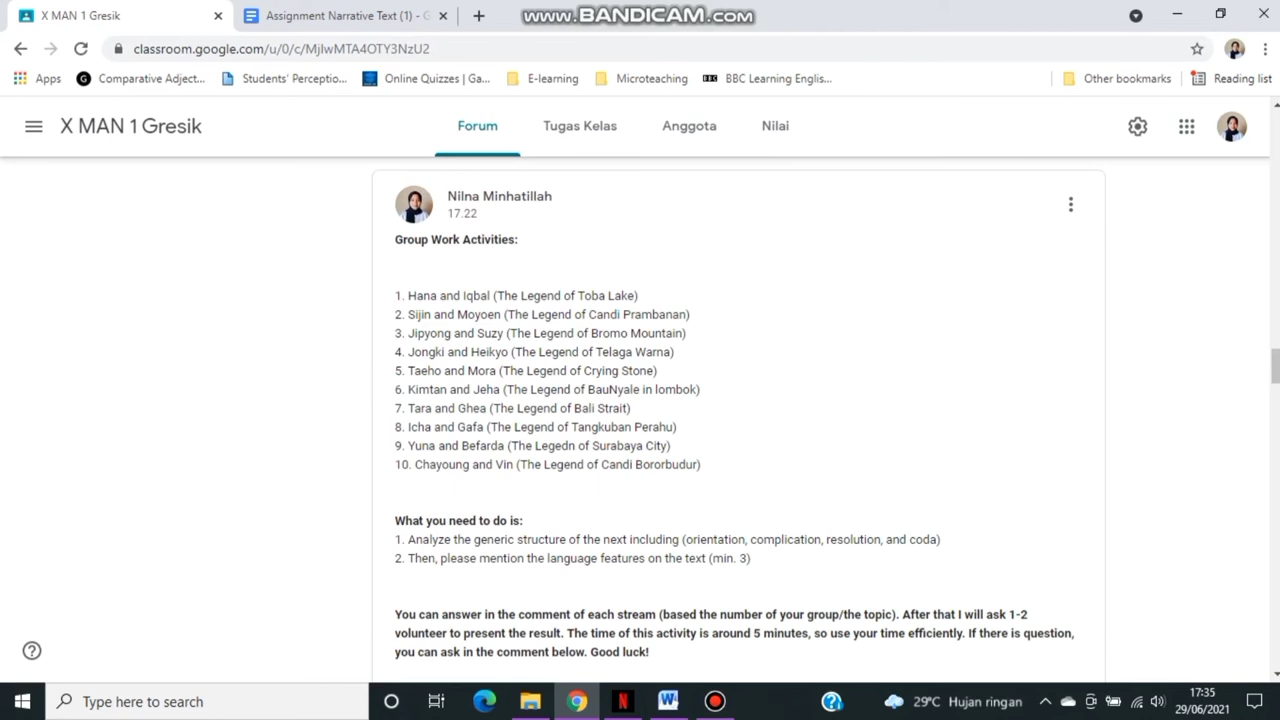 X MAN 1 Gresik
Assignment Narrative Text (1) - G
www.BANDICAM.com
classroom.google.com/u/0/c/MjIwMTA4OTY3NzU2
Apps
Comparative Adject...
Students' Perceptio...
Online Quizzes | Ga...
E-learning
Microteaching
BBC Learning Englis...
Other bookmarks
Reading list
X MAN 1 Gresik
Forum
Tugas Kelas
Anggota
Nilai
Nilna Minhatillah
17.22
Group Work Activities:
1. Hana and Iqbal (The Legend of Toba Lake)
2. Sijin and Moyoen (The Legend of Candi Prambanan)
3. Jipyong and Suzy (The Legend of Bromo Mountain)
4. Jongki and Heikyo (The Legend of Telaga Warna)
5. Taeho and Mora (The Legend of Crying Stone)
6. Kimtan and Jeha (The Legend of BauNyale in lombok)
7. Tara and Ghea (The Legend of Bali Strait)
8. Icha and Gafa (The Legend of Tangkuban Perahu)
9. Yuna and Befarda (The Legedn of Surabaya City)
10. Chayoung and Vin (The Legend of Candi Bororbudur)
What you need to do is:
1. Analyze the generic structure of the next including (orientation, complication, resolution, and coda)
2. Then, please mention the language features on the text (min. 3)
You can answer in the comment of each stream (based the number of your group/the topic). After that I will ask 1-2
volunteer to present the result. The time of this activity is around 5 minutes, so use your time efficiently. If there is question,
you can ask in the comment below. Good luck!
Type here to search
29°C Hujan ringan
17:35
29/06/2021